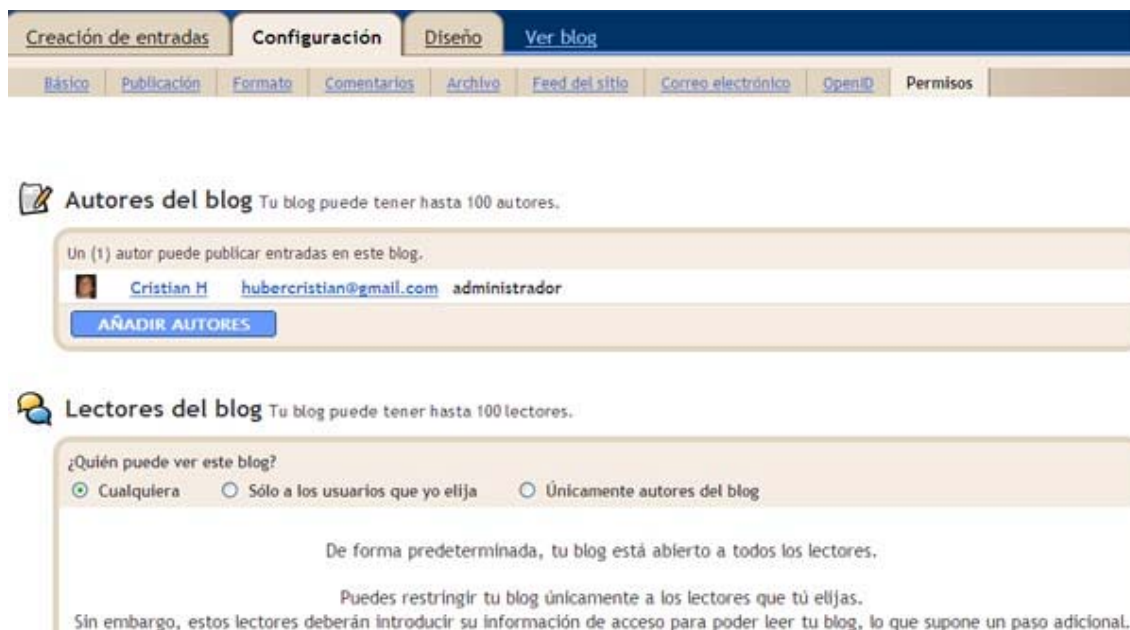 Creación de entradas Configuración Diseño Ver blog
Básico Publicación Formato Comentarios Archivo Feed del sitio Correo electrónico OpenID Permisos
Autores del blog Tu blog puede tener hasta 100 autores.
Un (1) autor puede publicar entradas en este blog.
Cristian H hubercristian@gmail.com administrador
AÑADIR AUTORES
Lectores del blog Tu blog puede tener hasta 100 lectores.
¿Quién puede ver este blog?
Cualquiera Sólo a los usuarios que yo elija Únicamente autores del blog
De forma predeterminada, tu blog está abierto a todos los lectores.
Puedes restringir tu blog únicamente a los lectores que tú elijas.
Sin embargo, estos lectores deberán introducir su información de acceso para poder leer tu blog, lo que supone un paso adicional.